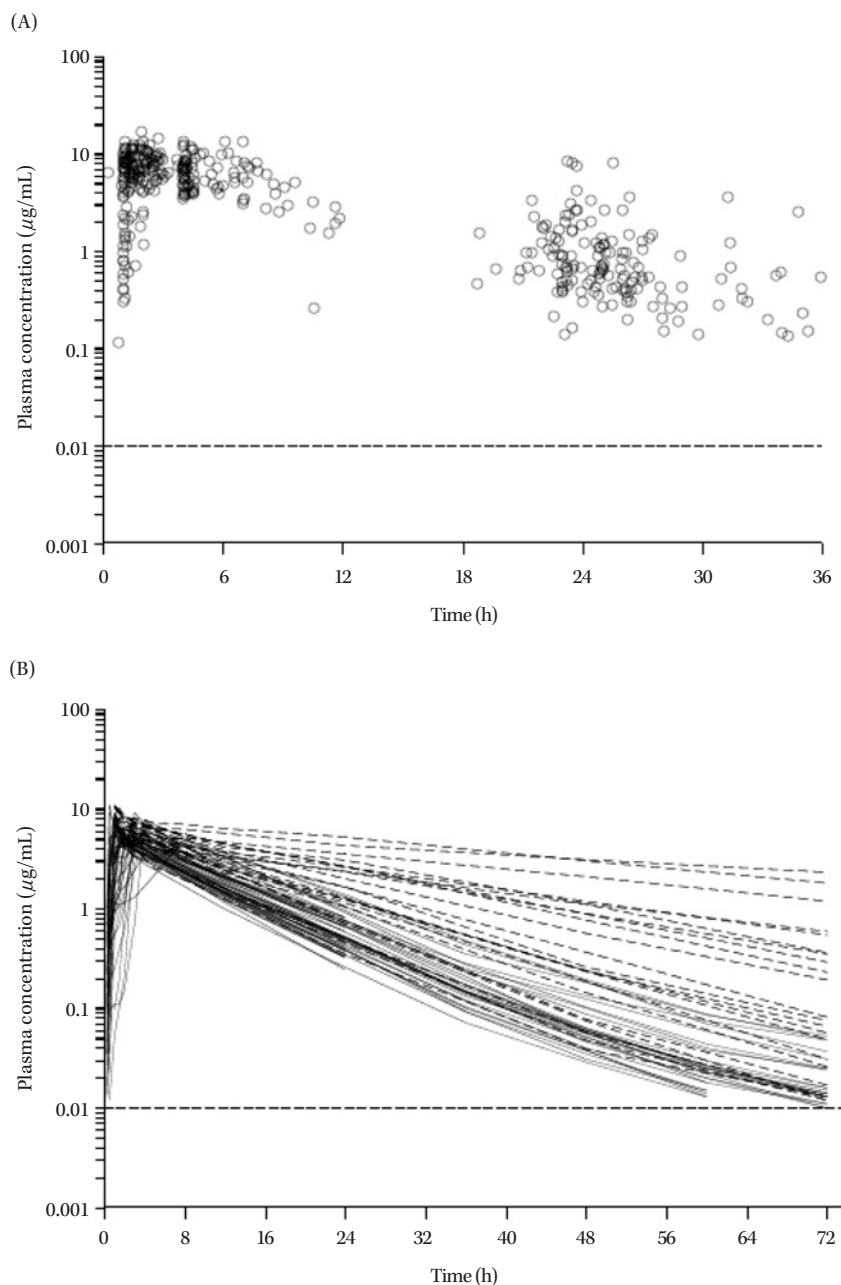 (A)
100
10
1
0.1
0.01
0.001
Plasma concentration (μg/mL)
0 6 12 18 24 30 36
Time (h)
(B)
100
10
1
0.1
0.01
0.001
Plasma concentration (μg/mL)
0 8 16 24 32 40 48 56 64 72
Time (h)